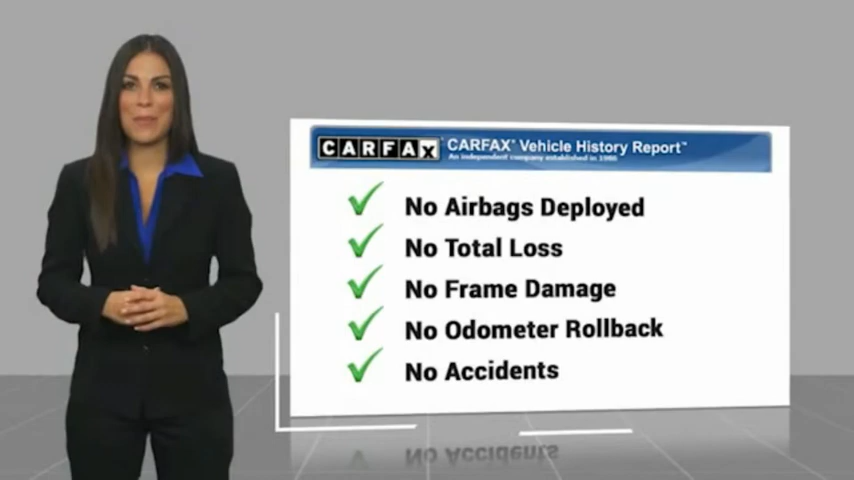 CARFAX CARFAX® Vehicle History Report™
An independent company established in 1986
No Airbags Deployed
No Total Loss
No Frame Damage
No Odometer Rollback
No Accidents
No Accidents